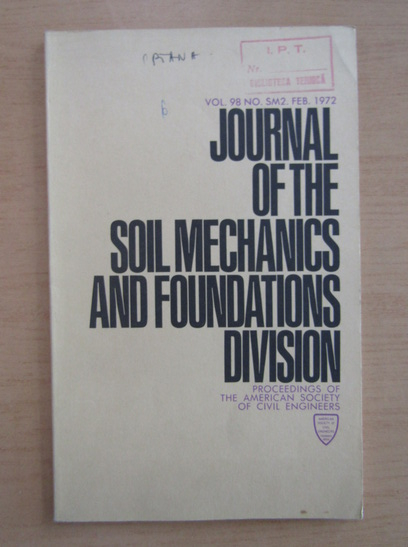 I. P. T.
Nr.
BIBLIOTECA TEHNICĂ
6
VOL. 98 NO. SM2, FEB. 1972
JOURNAL
OF THE
SOIL MECHANICS
AND FOUNDATIONS
DIVISION
PROCEEDINGS OF
THE AMERICAN SOCIETY
OF CIVIL ENGINEERS